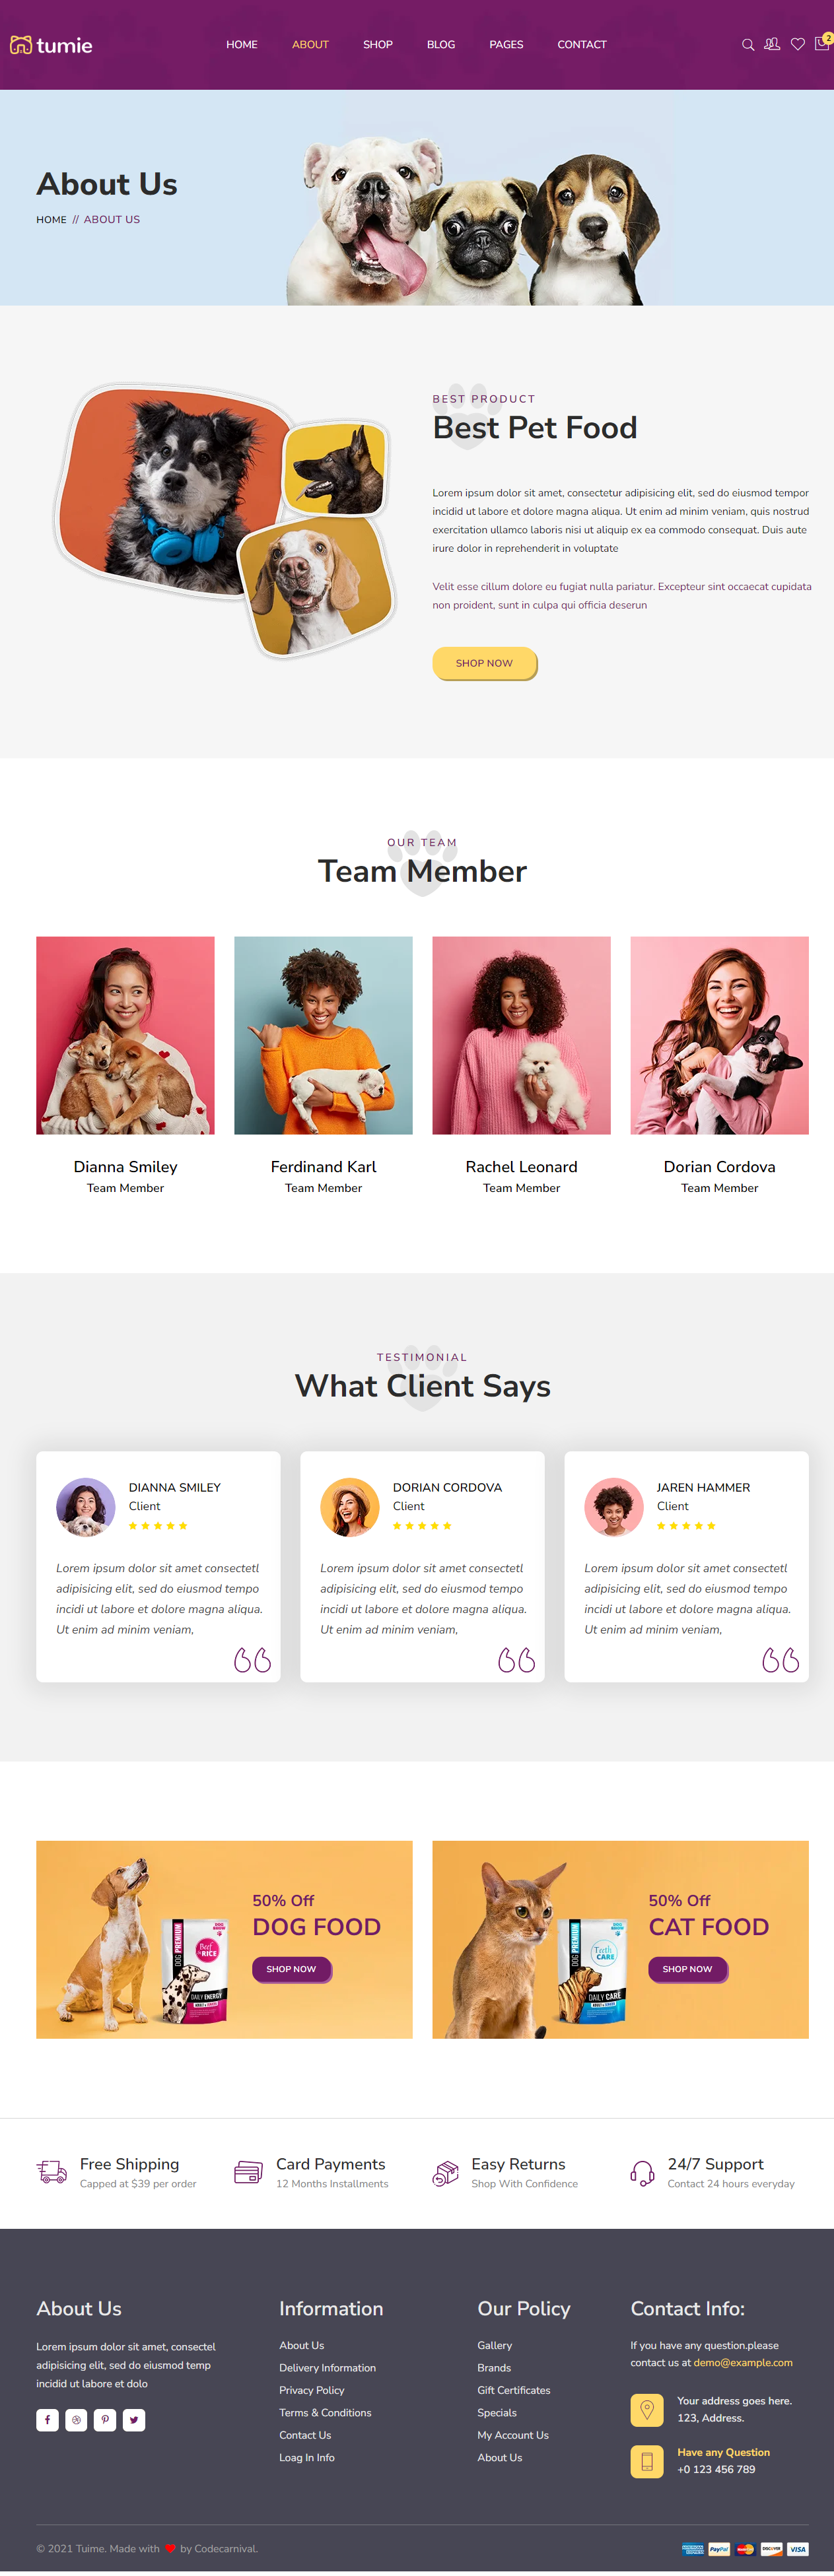 tumie
HOME ABOUT SHOP BLOG PAGES CONTACT
2
About Us
HOME // ABOUT US
BEST PRODUCT
Best Pet Food
Lorem ipsum dolor sit amet, consectetur adipisicing elit, sed do eiusmod tempor
incidid ut labore et dolore magna aliqua. Ut enim ad minim veniam, quis nostrud
exercitation ullamco laboris nisi ut aliquip ex ea commodo consequat. Duis aute
irure dolor in reprehenderit in voluptate
Velit esse cillum dolore eu fugiat nulla pariatur. Excepteur sint occaecat cupidata
non proident, sunt in culpa qui officia deserun
SHOP NOW
OUR TEAM
Team Member
Dianna Smiley
Team Member
Ferdinand Karl
Team Member
Rachel Leonard
Team Member
Dorian Cordova
Team Member
TESTIMONIAL
What Client Says
DIANNA SMILEY
Client
Lorem ipsum dolor sit amet consectetl
adipisicing elit, sed do eiusmod tempo
incidi ut labore et dolore magna aliqua.
Ut enim ad minim veniam,
DORIAN CORDOVA
Client
Lorem ipsum dolor sit amet consectetl
adipisicing elit, sed do eiusmod tempo
incidi ut labore et dolore magna aliqua.
Ut enim ad minim veniam,
JAREN HAMMER
Client
Lorem ipsum dolor sit amet consectetl
adipisicing elit, sed do eiusmod tempo
incidi ut labore et dolore magna aliqua.
Ut enim ad minim veniam,
50% Off
DOG FOOD
SHOP NOW
DOG PREMIUM
Beef
RICE
DAILY ENERGY
50% Off
CAT FOOD
SHOP NOW
DOG PREMIUM
Teeth
CARE
DAILY CARE
Free Shipping
Capped at $39 per order
Card Payments
12 Months Installments
Easy Returns
Shop With Confidence
24/7 Support
Contact 24 hours everyday
About Us
Lorem ipsum dolor sit amet, consectel
adipisicing elit, sed do eiusmod temp
incidid ut labore et dolo
Information
About Us
Delivery Information
Privacy Policy
Terms & Conditions
Contact Us
Loag In Info
Our Policy
Gallery
Brands
Gift Certificates
Specials
My Account Us
About Us
Contact Info:
If you have any question.please
contact us at demo@example.com
Your address goes here.
123, Address.
Have any Question
+0 123 456 789
© 2021 Tuime. Made with ❤ by Codecarnival.
PayPal
DISCOVER
VISA